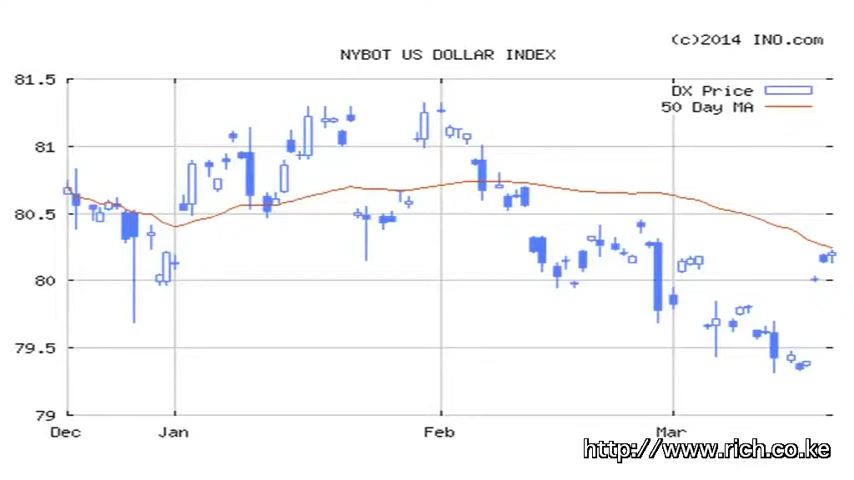 (c)2014 INO.com
NYBOT US DOLLAR INDEX
81.5
DX Price
50 Day MA
81
80.5
80
79.5
79
Dec Jan Feb Mar
http://www.rich.co.ke